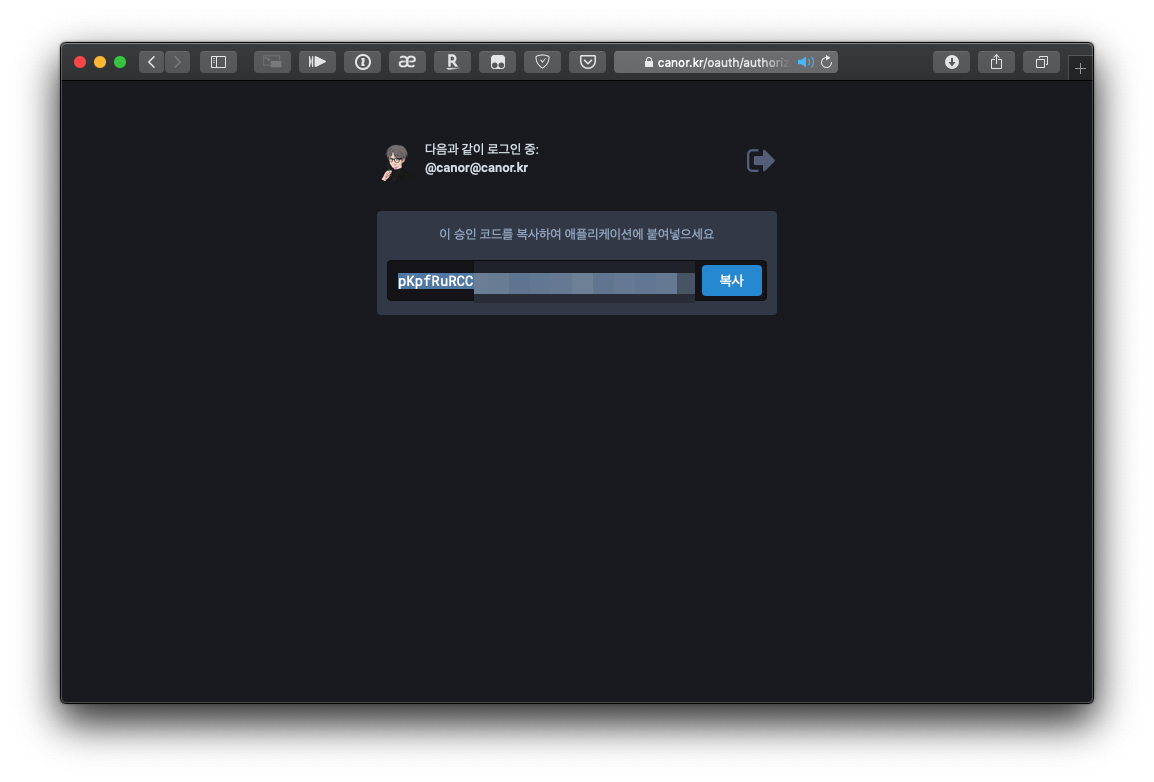 canor.kr/oauth/authoriz
다음과 같이 로그인 중:
@canor@canor.kr
이 승인 코드를 복사하여 애플리케이션에 붙여넣으세요
pKpfRuRCC
복사